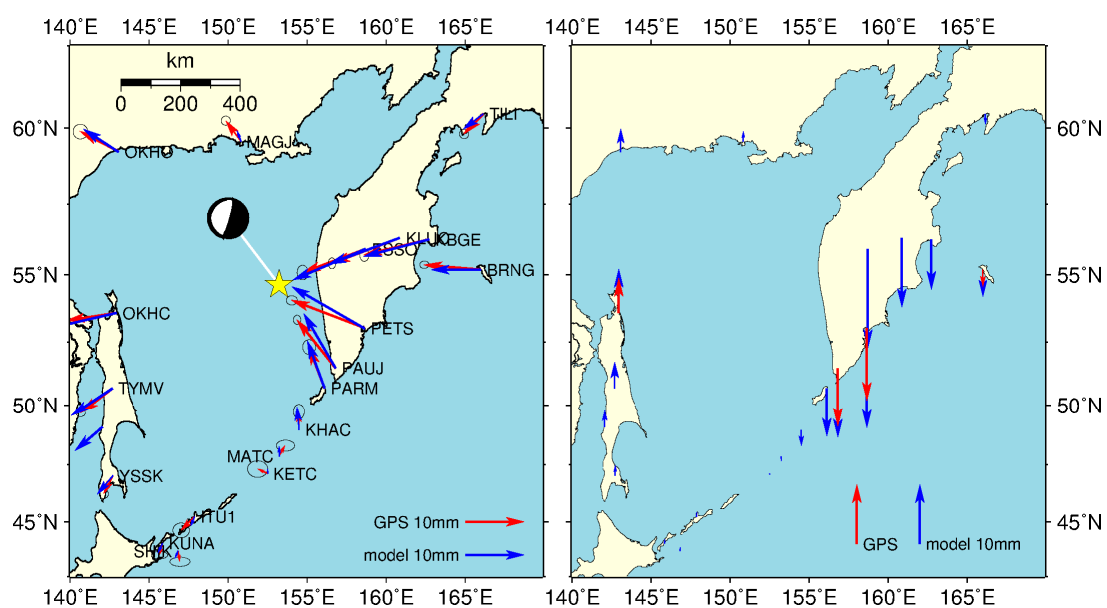 140°E 145°E 150°E 155°E 160°E 165°E
140°E 145°E 150°E 155°E 160°E 165°E
km
0 200 400
TILI
60°N
60°N
MAGJ
OKHO
KLUC
KBGE
ESSO
BRNG
55°N
55°N
OKHC
PETS
PAUJ
TYMV
PARM
50°N
50°N
KHAC
MATC
KETC
YSSK
HTU1
45°N
GPS 10mm
45°N
KUNA
SHIK
model 10mm
GPS
model 10mm
140°E 145°E 150°E 155°E 160°E 165°E
140°E 145°E 150°E 155°E 160°E 165°E